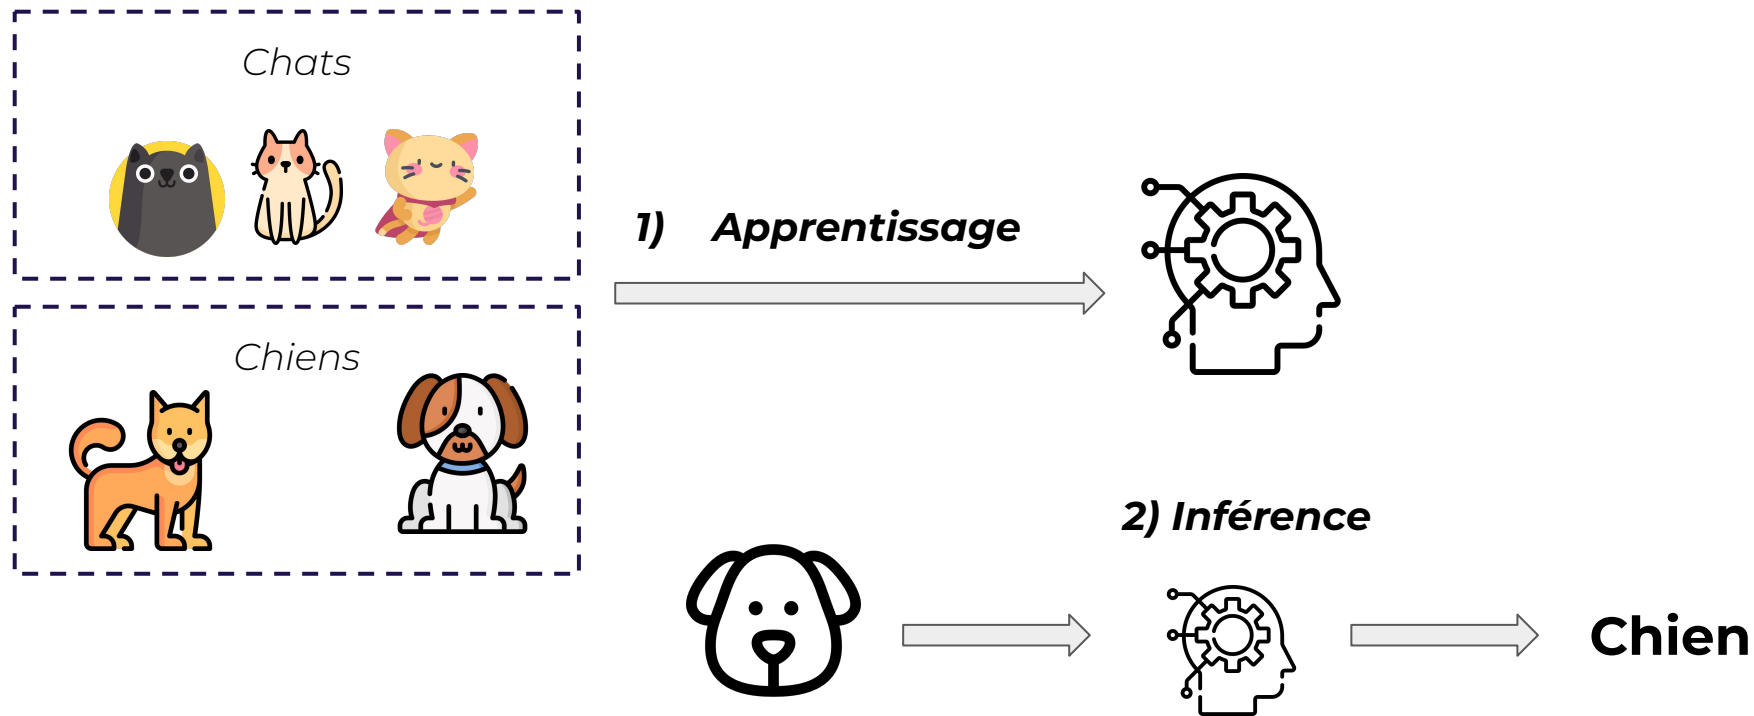 Chats
1) Apprentissage
Chiens
2) Inférence
Chien